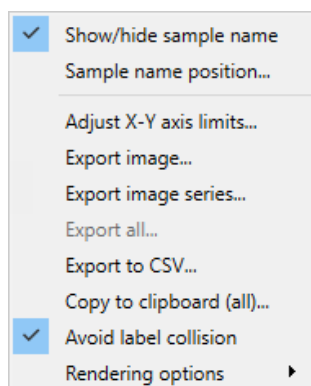 Show/hide sample name
Sample name position...
Adjust X-Y axis limits...
Export image...
Export image series...
Export all...
Export to CSV...
Copy to clipboard (all)...
Avoid label collision
Rendering options